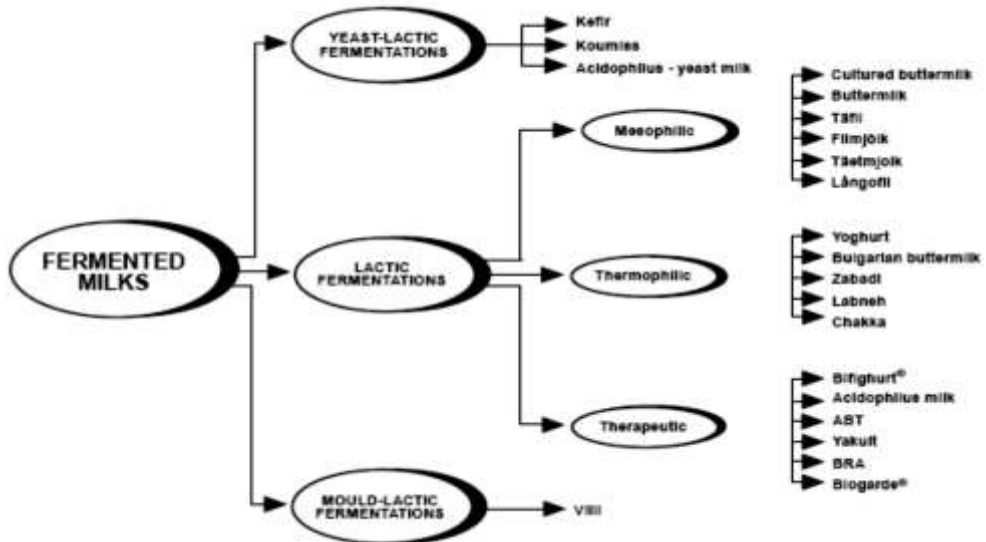 YEAST-LACTIC
FERMENTATIONS
Kefir
Koumiss
Acidophilus - yeast milk
Mesophilic
Cultured buttermilk
Buttermilk
Täfil
Filmjölk
Täetmjolk
Långofil
FERMENTED
MILKS
LACTIC
FERMENTATIONS
Thermophilic
Yoghurt
Bulgarian buttermilk
Zabadi
Labneh
Chakka
Therapeutic
Bifighurt®
Acidophilus milk
ABT
Yakult
BRA
Biogarde®
MOULD-LACTIC
FERMENTATIONS
Villi